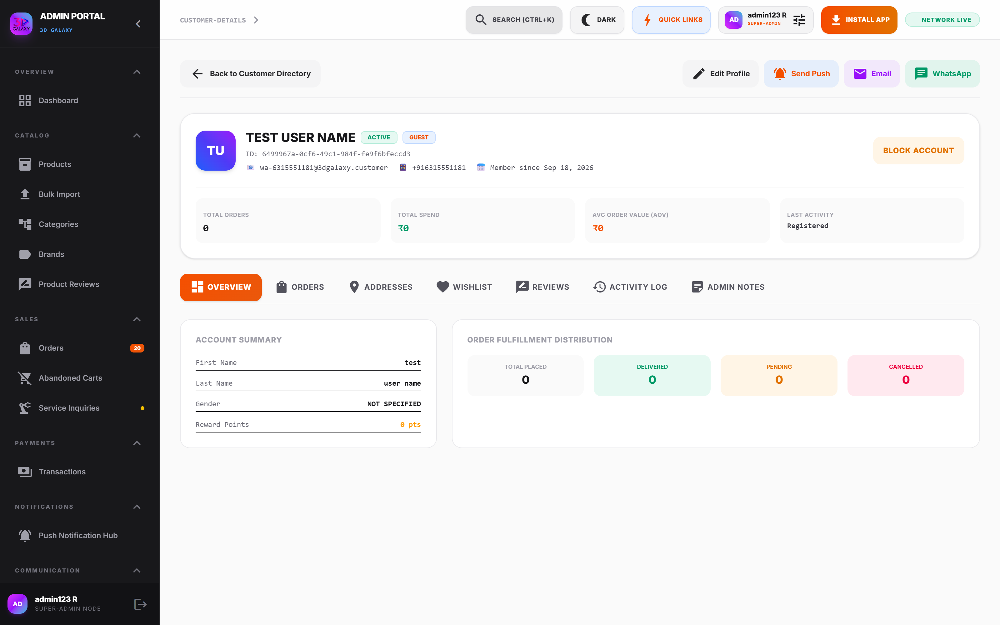 3D GALAXY
ADMIN PORTAL
3D GALAXY
OVERVIEW
Dashboard
CATALOG
Products
Bulk Import
Categories
Brands
Product Reviews
SALES
Orders 20
Abandoned Carts
Service Inquiries
PAYMENTS
Transactions
NOTIFICATIONS
Push Notification Hub
COMMUNICATION
AD
admin123 R
SUPER-ADMIN NODE
CUSTOMER-DETAILS
SEARCH (CTRL+K)
DARK
QUICK LINKS
AD
admin123 R
SUPER-ADMIN
INSTALL APP
NETWORK LIVE
Back to Customer Directory
Edit Profile
Send Push
Email
WhatsApp
TU
TEST USER NAME ACTIVE GUEST
ID: 6499967a-0cf6-49c1-984f-fe9f6bfeccd3
wa-6315551181@3dgalaxy.customer +916315551181 Member since Sep 18, 2026
BLOCK ACCOUNT
TOTAL ORDERS
0
TOTAL SPEND
₹0
AVG ORDER VALUE (AOV)
₹0
LAST ACTIVITY
Registered
OVERVIEW
ORDERS
ADDRESSES
WISHLIST
REVIEWS
ACTIVITY LOG
ADMIN NOTES
ACCOUNT SUMMARY
First Name test
Last Name user name
Gender NOT SPECIFIED
Reward Points 0 pts
ORDER FULFILLMENT DISTRIBUTION
TOTAL PLACED
0
DELIVERED
0
PENDING
0
CANCELLED
0